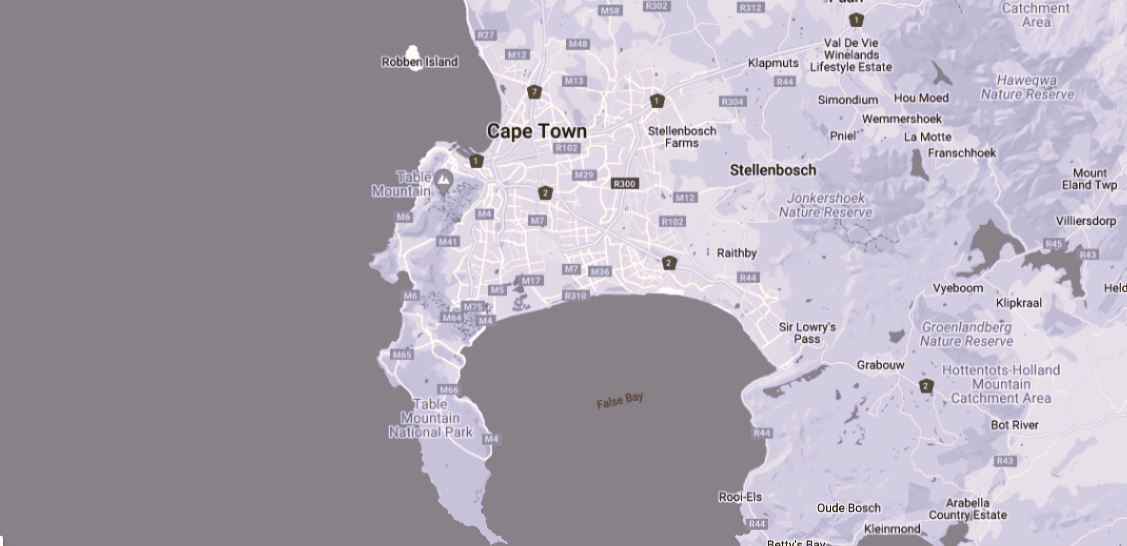 M58
R302
R312
Catchment
Area
1
R27
M48
M12
Robben Island
Val De Vie
Winelands
Lifestyle Estate
Klapmuts
M13
R44
Haweqwa
Nature Reserve
7
1
R304
Simondium
Hou Moed
Wemmershoek
Cape Town
Stellenbosch
Farms
Pniel
La Motte
Franschhoek
R102
1
Stellenbosch
Table
Mountain
M29
R300
Mount
Eland Twp
2
M12
Jonkershoek
Nature Reserve
M6
M4
M7
R102
Villiersdorp
M41
R45
R43
Raithby
2
M7
M36
R44
M17
M5
R310
M6
Vyeboom
Held
Klipkraal
M75
M64
M4
Sir Lowry's
Pass
Groenlandberg
Nature Reserve
M65
Grabouw
Hottentots-Holland
Mountain
Catchment Area
2
M66
False Bay
Table
Mountain
National Park
M4
R44
Bot River
R43
Rooi-Els
Oude Bosch
Arabella
Country Estate
R44
Kleinmond
Betty's Bay